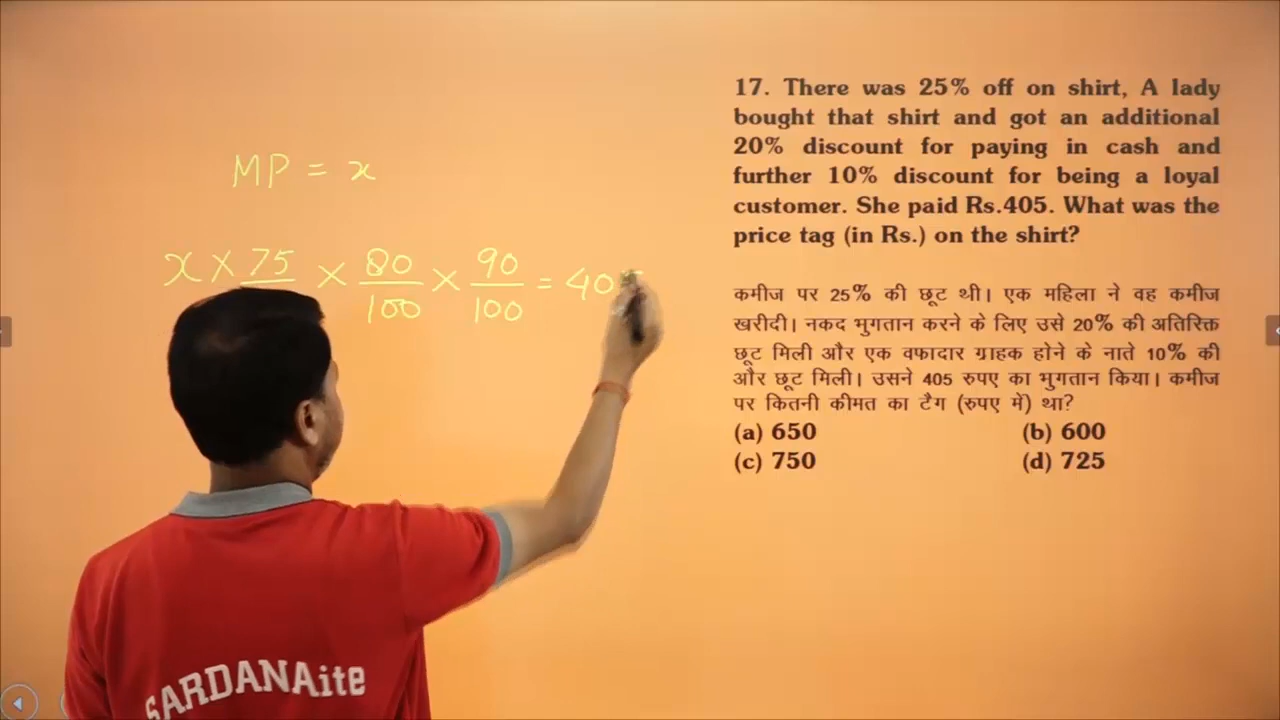 MP = x
x × 75 × 80/100 × 90/100 = 40
17. There was 25% off on shirt, A lady
bought that shirt and got an additional
20% discount for paying in cash and
further 10% discount for being a loyal
customer. She paid Rs.405. What was the
price tag (in Rs.) on the shirt?
कमीज पर 25% की छूट थी। एक महिला ने वह कमीज
खरीदी। नकद भुगतान करने के लिए उसे 20% की अतिरिक्त
छूट मिली और एक वफादार ग्राहक होने के नाते 10% की
और छूट मिली। उसने 405 रुपए का भुगतान किया। कमीज
पर कितनी कीमत का टैग (रुपए में) था?
(a) 650 (b) 600
(c) 750 (d) 725
SARDANAite